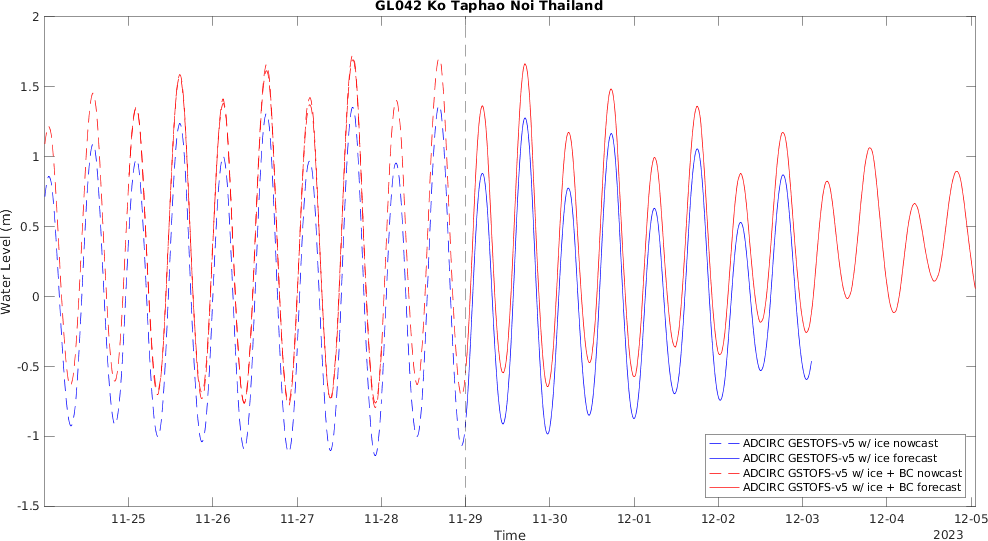 GL042 Ko Taphao Noi Thailand
2
1.5
1
0.5
0
-0.5
-1
-1.5
Water Level (m)
11-25
11-26
11-27
11-28
11-29
11-30
12-01
12-02
12-03
12-04
12-05
Time
2023
ADCIRC GESTOFS-v5 w/ ice nowcast
ADCIRC GESTOFS-v5 w/ ice forecast
ADCIRC GSTOFS-v5 w/ ice + BC nowcast
ADCIRC GSTOFS-v5 w/ ice + BC forecast